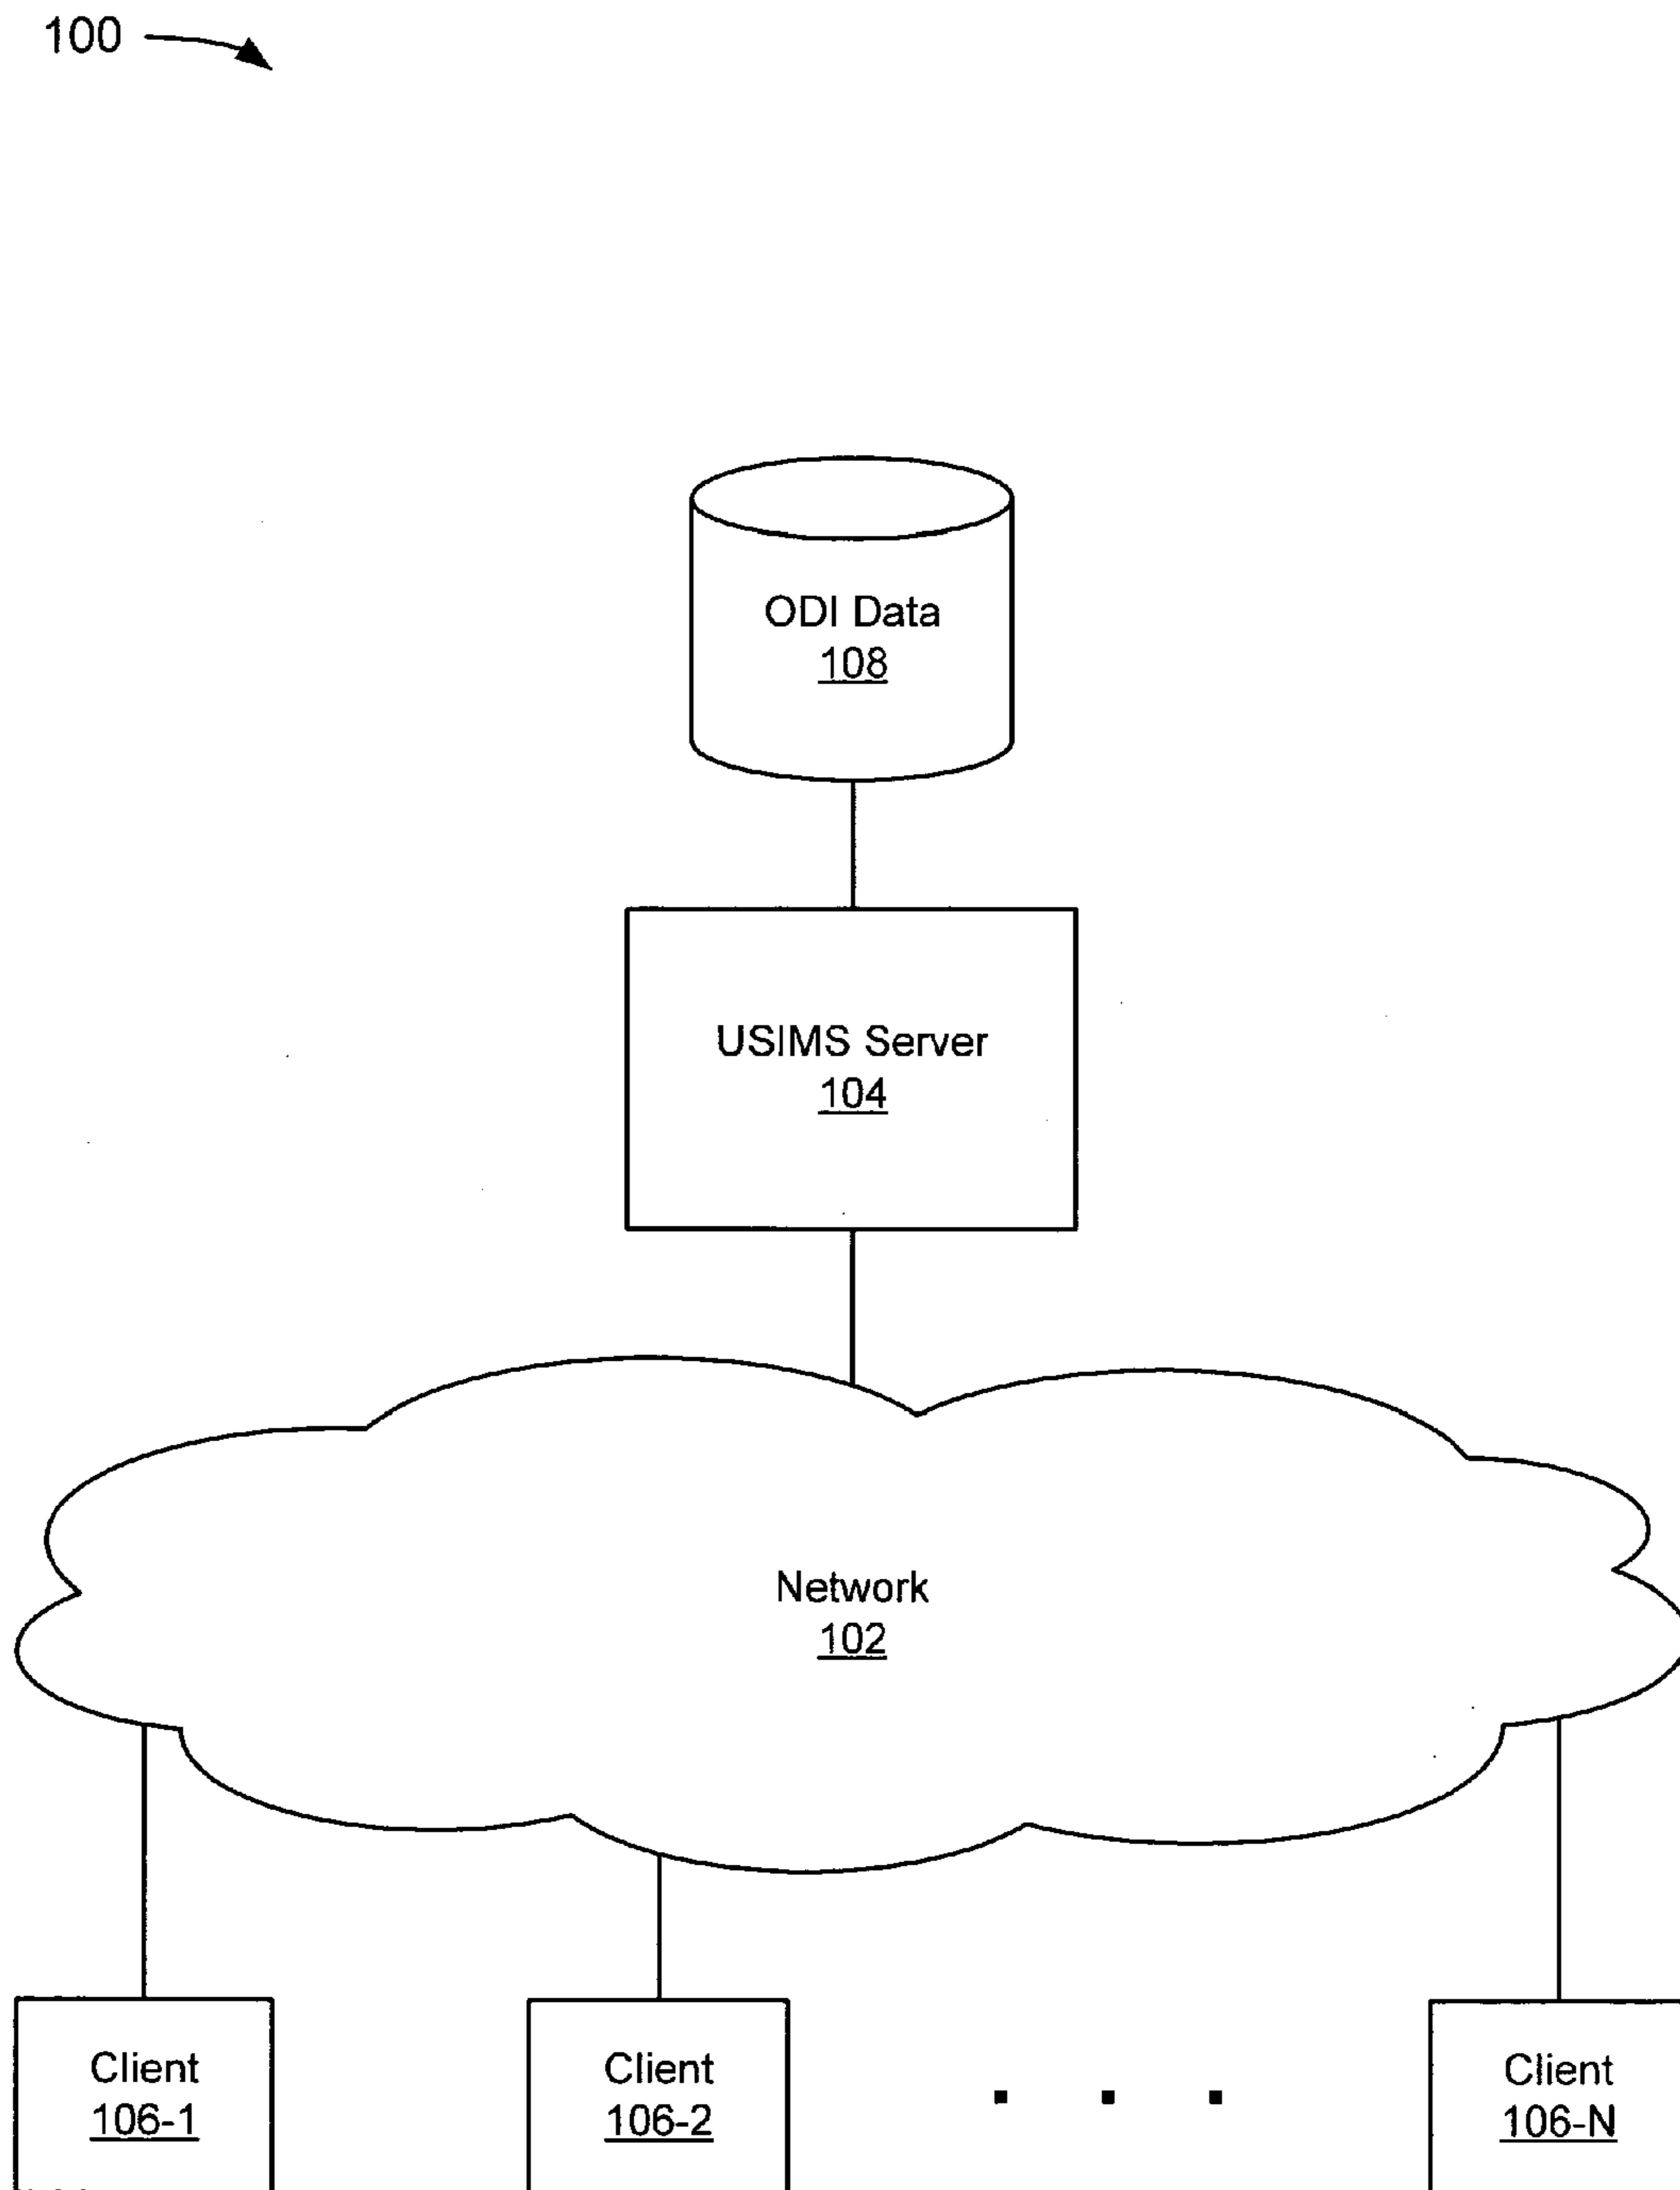 100
ODI Data
108
USIMS Server
104
Network
102
Client
106-1
Client
106-2
. . .
Client
106-N